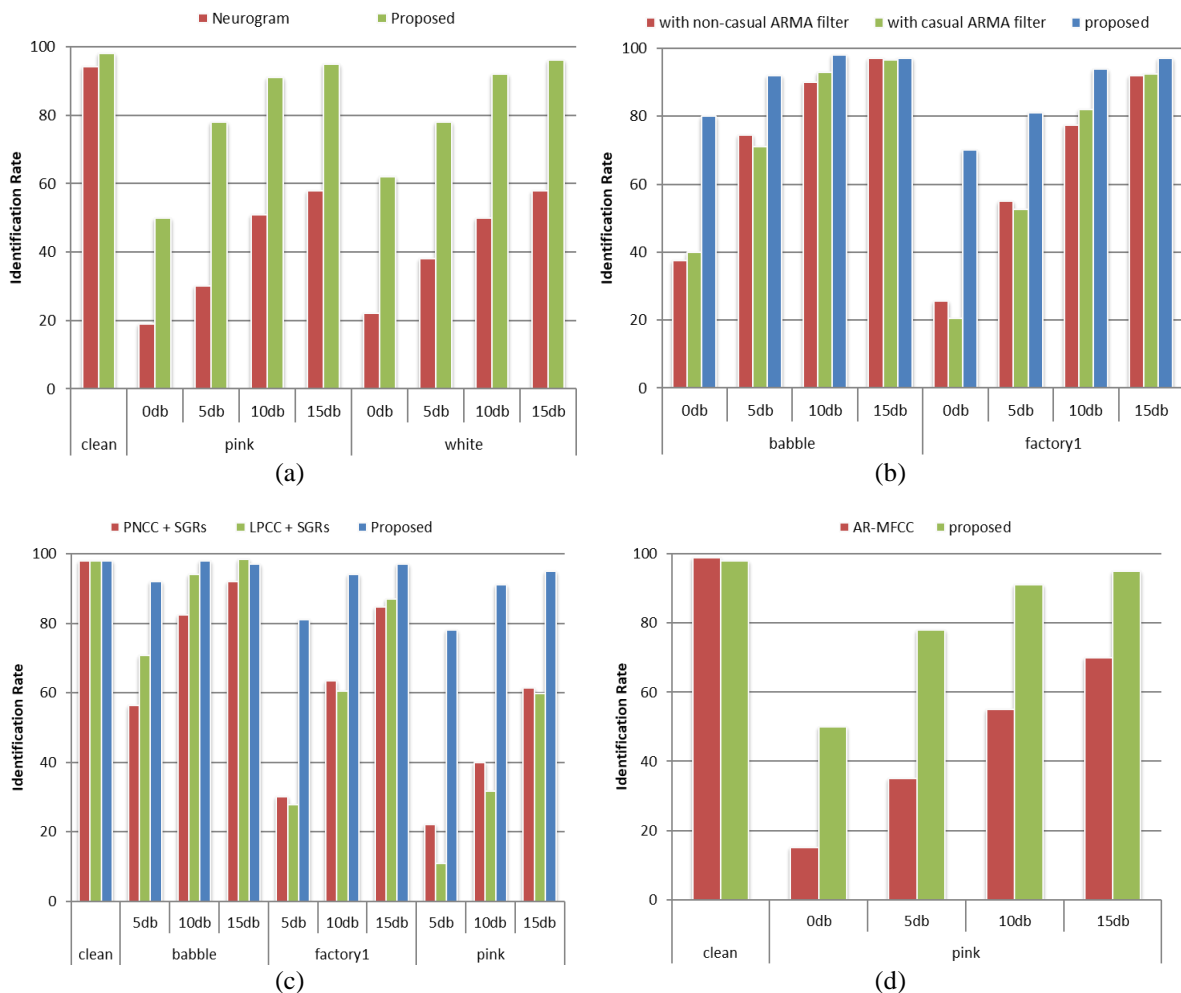 Neurogram Proposed
Identification Rate
100
80
60
40
20
0
0db 5db 10db 15db 0db 5db 10db 15db
clean pink white
(a)
with non-casual ARMA filter with casual ARMA filter proposed
Identification Rate
100
80
60
40
20
0
0db 5db 10db 15db 0db 5db 10db 15db
babble factory1
(b)
PNCC + SGRs LPCC + SGRs Proposed
Identification Rate
100
80
60
40
20
0
5db 10db 15db 5db 10db 15db 5db 10db 15db
clean babble factory1 pink
(c)
AR-MFCC proposed
Identification Rate
100
80
60
40
20
0
0db 5db 10db 15db
clean pink
(d)